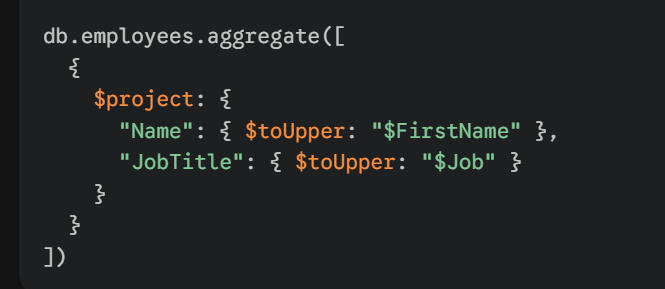 db.employees.aggregate([
  {
    $project: {
      "Name": { $toUpper: "$FirstName" },
      "JobTitle": { $toUpper: "$Job" }
    }
  }
])